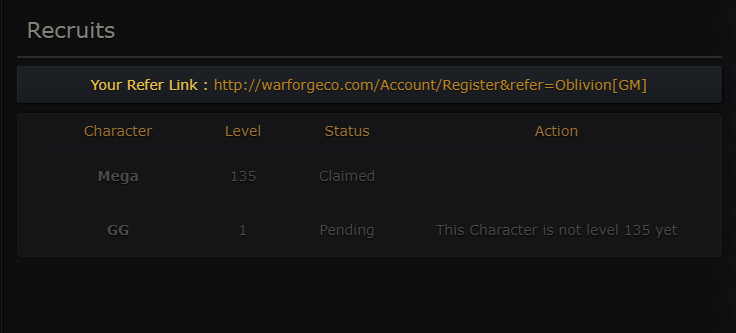 Recruits
Your Refer Link : http://warforgeco.com/Account/Register&refer=Oblivion[GM]
Character Level Status Action
Mega 135 Claimed
GG 1 Pending This Character is not level 135 yet